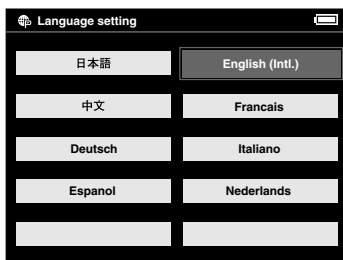 Language setting
日本語
English (Intl.)
中文
Francais
Deutsch
Italiano
Espanol
Nederlands